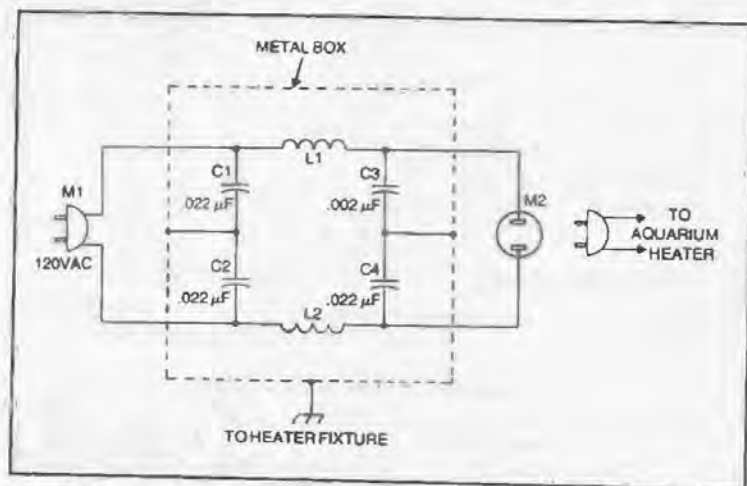 METAL BOX
L1
C1
.022 µF
C3
.002 µF
M1
120VAC
M2
TO
AQUARIUM
HEATER
C2
.022 µF
C4
.022 µF
L2
TO HEATER FIXTURE